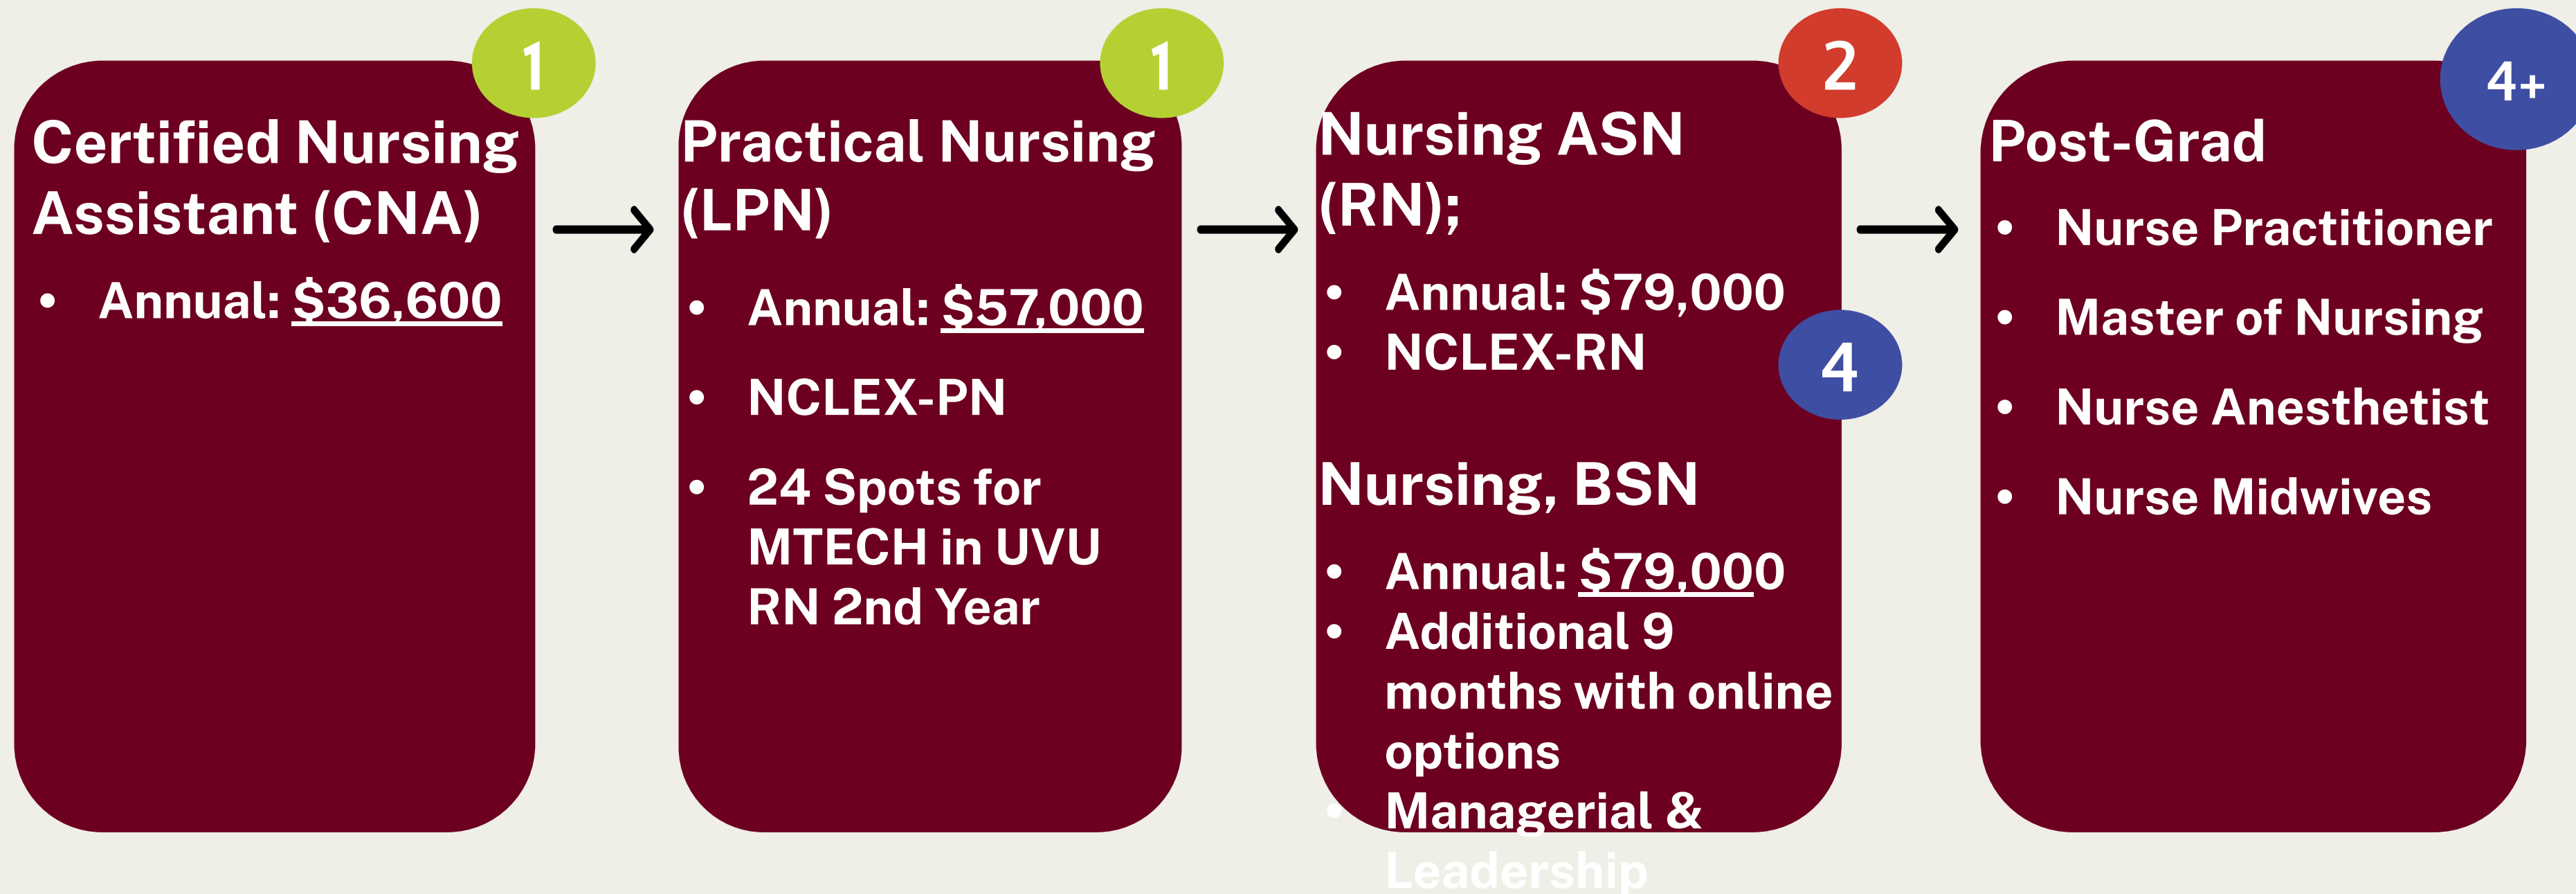 1
Certified Nursing
Assistant (CNA)
• Annual: $36,600
1
Practical Nursing
(LPN)
• Annual: $57,000
• NCLEX-PN
• 24 Spots for
MTECH in UVU
RN 2nd Year
2
Nursing ASN
(RN);
• Annual: $79,000
• NCLEX-RN
4
Nursing, BSN
• Annual: $79,000
• Additional 9
months with online
options
• Managerial &
Leadership
4+
Post-Grad
• Nurse Practitioner
• Master of Nursing
• Nurse Anesthetist
• Nurse Midwives